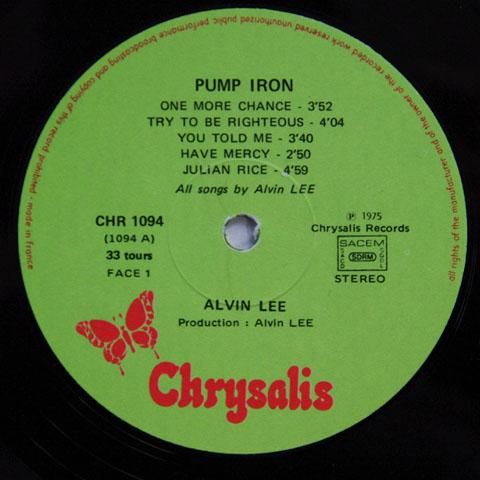 all rights of the manufacturer and of the owner of the recorded work reserved unauthorized public performance broadcasting and copying of this record prohibited - made in france
PUMP IRON
ONE MORE CHANCE - 3'52
TRY TO BE RIGHTEOUS - 4'04
YOU TOLD ME - 3'40
HAVE MERCY - 2'50
JULIAN RICE - 4'59
All songs by Alvin LEE
CHR 1094
(1094 A)
33 tours
FACE 1
℗ 1975
Chrysalis Records
SACEM
SACD SDRM SGDL
STEREO
ALVIN LEE
Production : Alvin LEE
Chrysalis